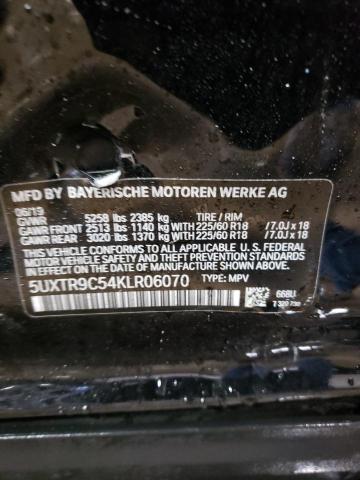 MFD BY BAYERISCHE MOTOREN WERKE AG
06/19
GVWR 5258 lbs 2385 kg TIRE / RIM
GAWR FRONT 2513 lbs 1140 kg WITH 225/60 R18 /7.0J x 18
GAWR REAR 3020 lbs 1370 kg WITH 225/60 R18 /7.0J x 18
THIS VEHICLE CONFORMS TO ALL APPLICABLE U. S. FEDERAL
MOTOR VEHICLE SAFETY STANDARDS IN EFFECT ON THE
DATE OF MANUFACTURE SHOWN ABOVE.
5UXTR9C54KLR06070 TYPE: MPV
668U